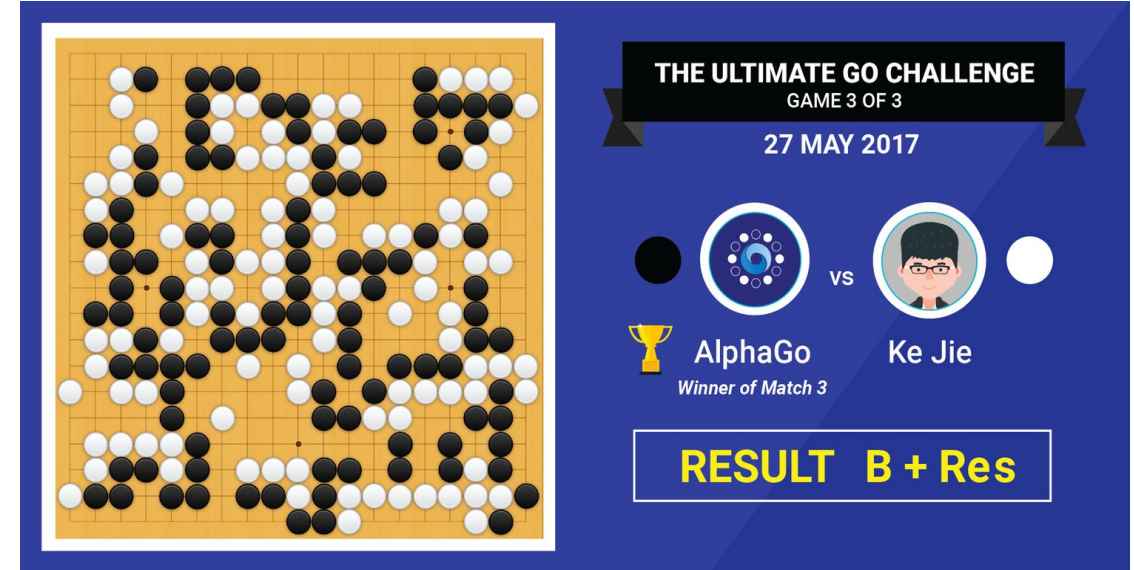 THE ULTIMATE GO CHALLENGE
GAME 3 OF 3
27 MAY 2017
vs
AlphaGo
Ke Jie
Winner of Match 3
RESULT B + Res